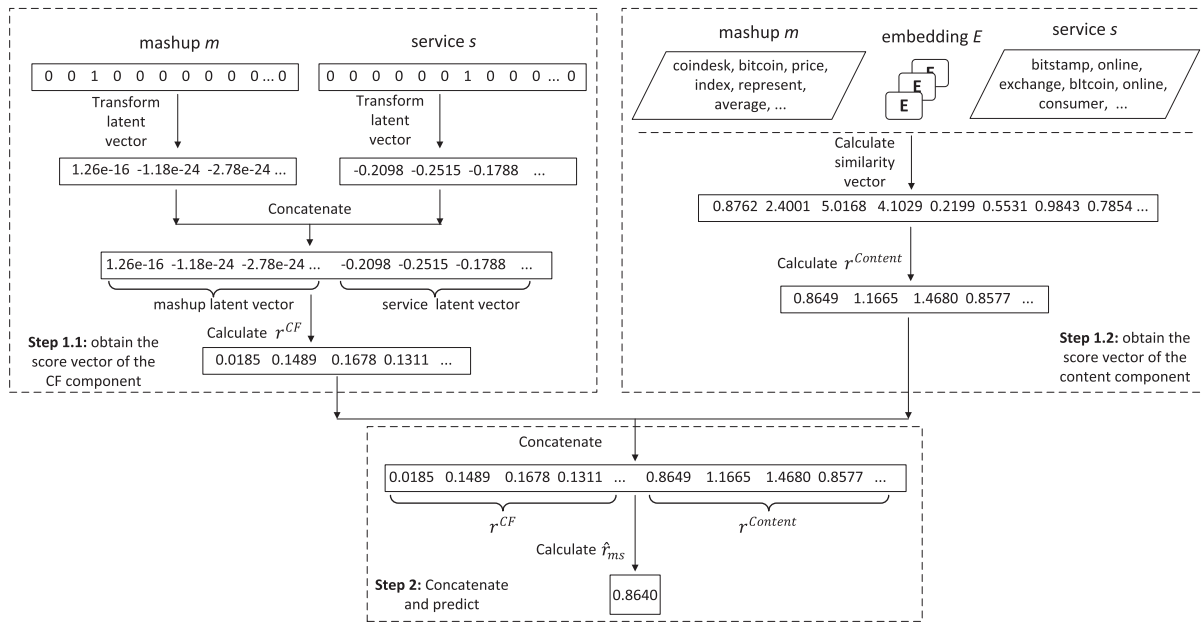 mashup m
service s
0 0 1 0 0 0 0 0 0 0 ... 0
0 0 0 0 0 0 1 0 0 0 ... 0
Transform
latent
vector
Transform
latent
vector
1.26e-16 -1.18e-24 -2.78e-24 ...
-0.2098 -0.2515 -0.1788 ...
Concatenate
1.26e-16 -1.18e-24 -2.78e-24 ... -0.2098 -0.2515 -0.1788 ...
mashup latent vector
service latent vector
Calculate r^CF
Step 1.1: obtain the
score vector of the
CF component
0.0185 0.1489 0.1678 0.1311 ...
mashup m
embedding E
service s
coindesk, bitcoin, price,
index, represent,
average, ...
E
E
E
bitstamp, online,
exchange, bItcoin, online,
consumer, ...
Calculate
similarity
vector
0.8762 2.4001 5.0168 4.1029 0.2199 0.5531 0.9843 0.7854 ...
Calculate r^Content
0.8649 1.1665 1.4680 0.8577 ...
Step 1.2: obtain the
score vector of the
content component
Concatenate
0.0185 0.1489 0.1678 0.1311 ... 0.8649 1.1665 1.4680 0.8577 ...
r^CF
r^Content
Calculate r̂_ms
Step 2: Concatenate
and predict
0.8640